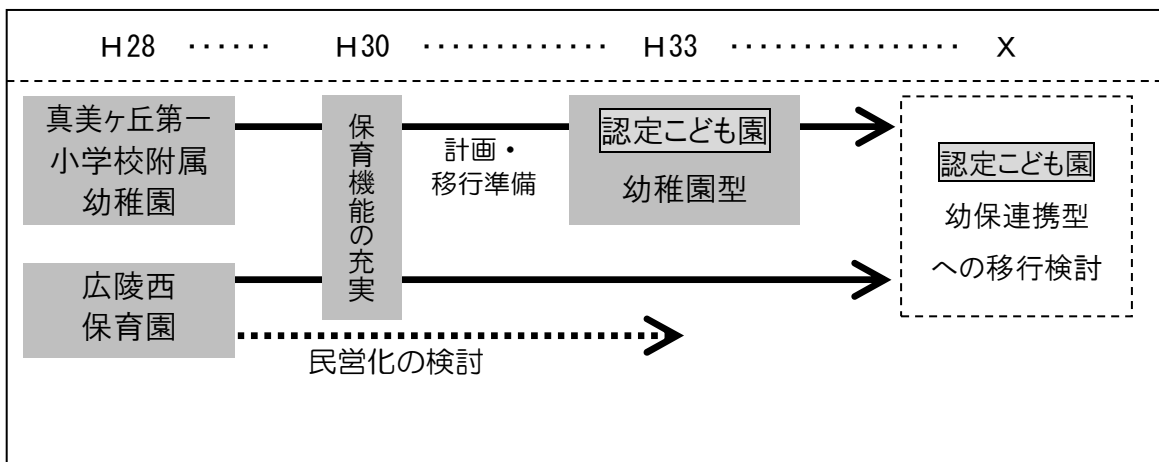 H28 ‥‥‥ H30 ‥‥‥‥‥‥‥ H33 ‥‥‥‥‥‥‥‥‥ X
真美ヶ丘第一
小学校附属
幼稚園
保育機能の充実
計画・
移行準備
認定こども園
幼稚園型
認定こども園
幼保連携型
への移行検討
広陵西
保育園
民営化の検討